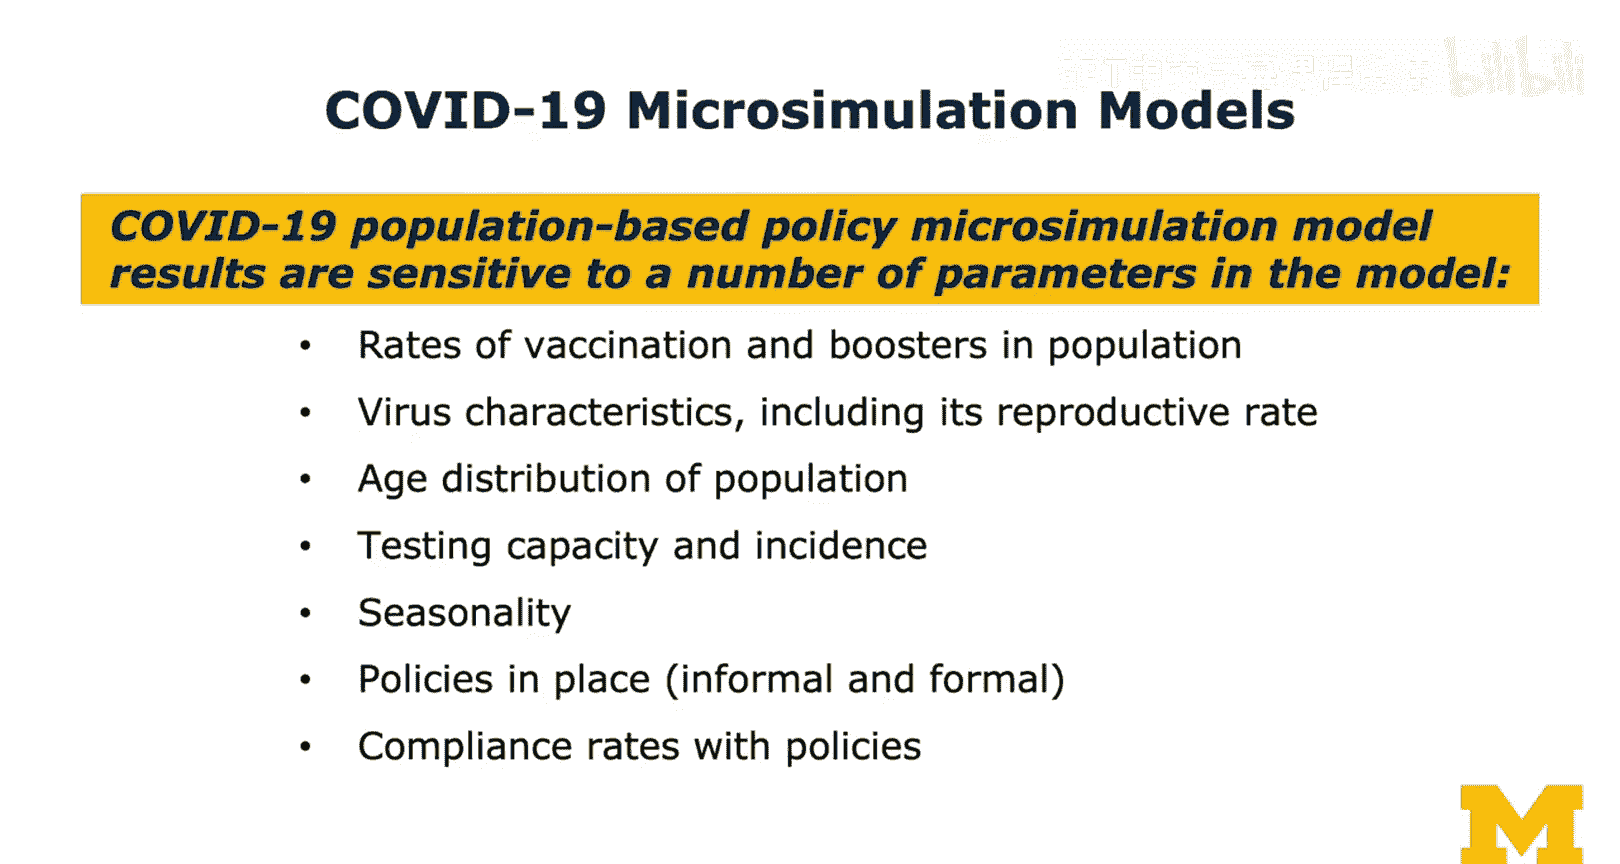 bilibili
COVID-19 Microsimulation Models
COVID-19 population-based policy microsimulation model
results are sensitive to a number of parameters in the model:
• Rates of vaccination and boosters in population
• Virus characteristics, including its reproductive rate
• Age distribution of population
• Testing capacity and incidence
• Seasonality
• Policies in place (informal and formal)
• Compliance rates with policies
M